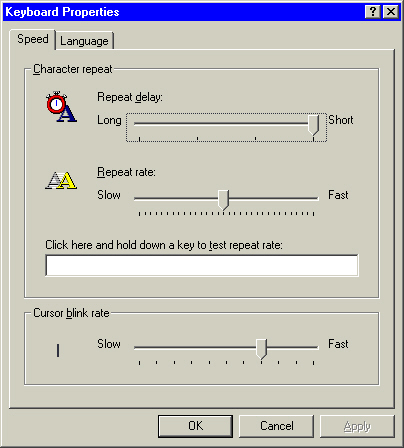 Keyboard Properties
Speed Language
Character repeat
Repeat delay:
Long Short
Repeat rate:
Slow Fast
Click here and hold down a key to test repeat rate:
Cursor blink rate
Slow Fast
OK Cancel Apply